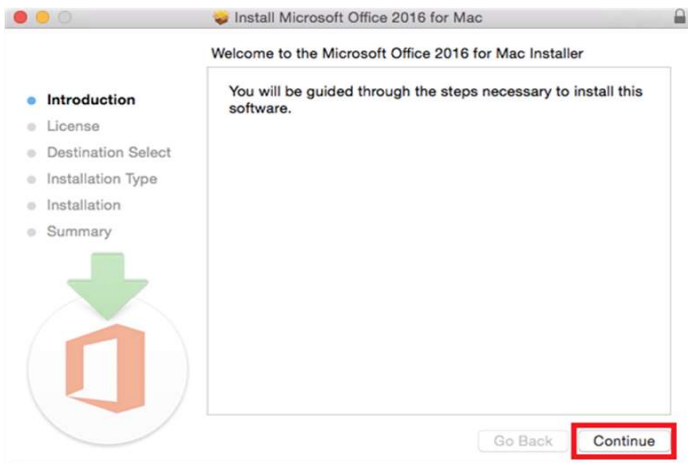 Install Microsoft Office 2016 for Mac
Welcome to the Microsoft Office 2016 for Mac Installer
Introduction
License
Destination Select
Installation Type
Installation
Summary
You will be guided through the steps necessary to install this
software.
Go Back
Continue